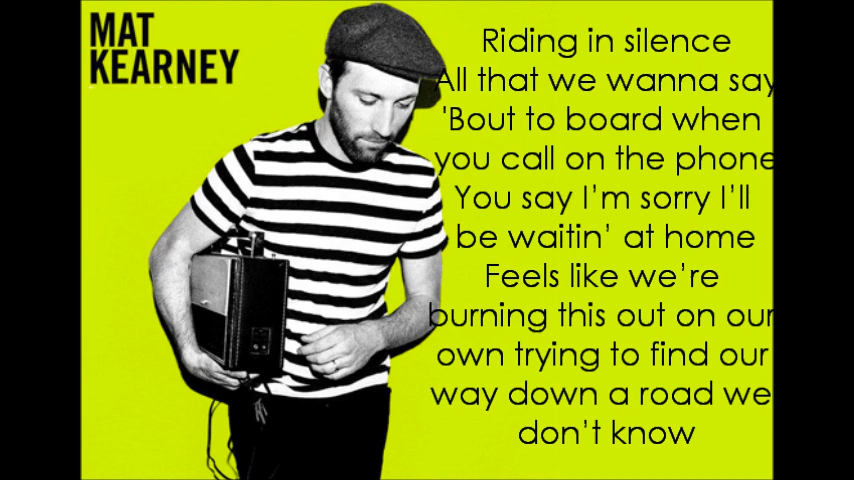 MAT
KEARNEY
Riding in silence
All that we wanna say
'Bout to board when
you call on the phone
You say I'm sorry I'll
be waitin' at home
Feels like we're
burning this out on our
own trying to find our
way down a road we
don't know